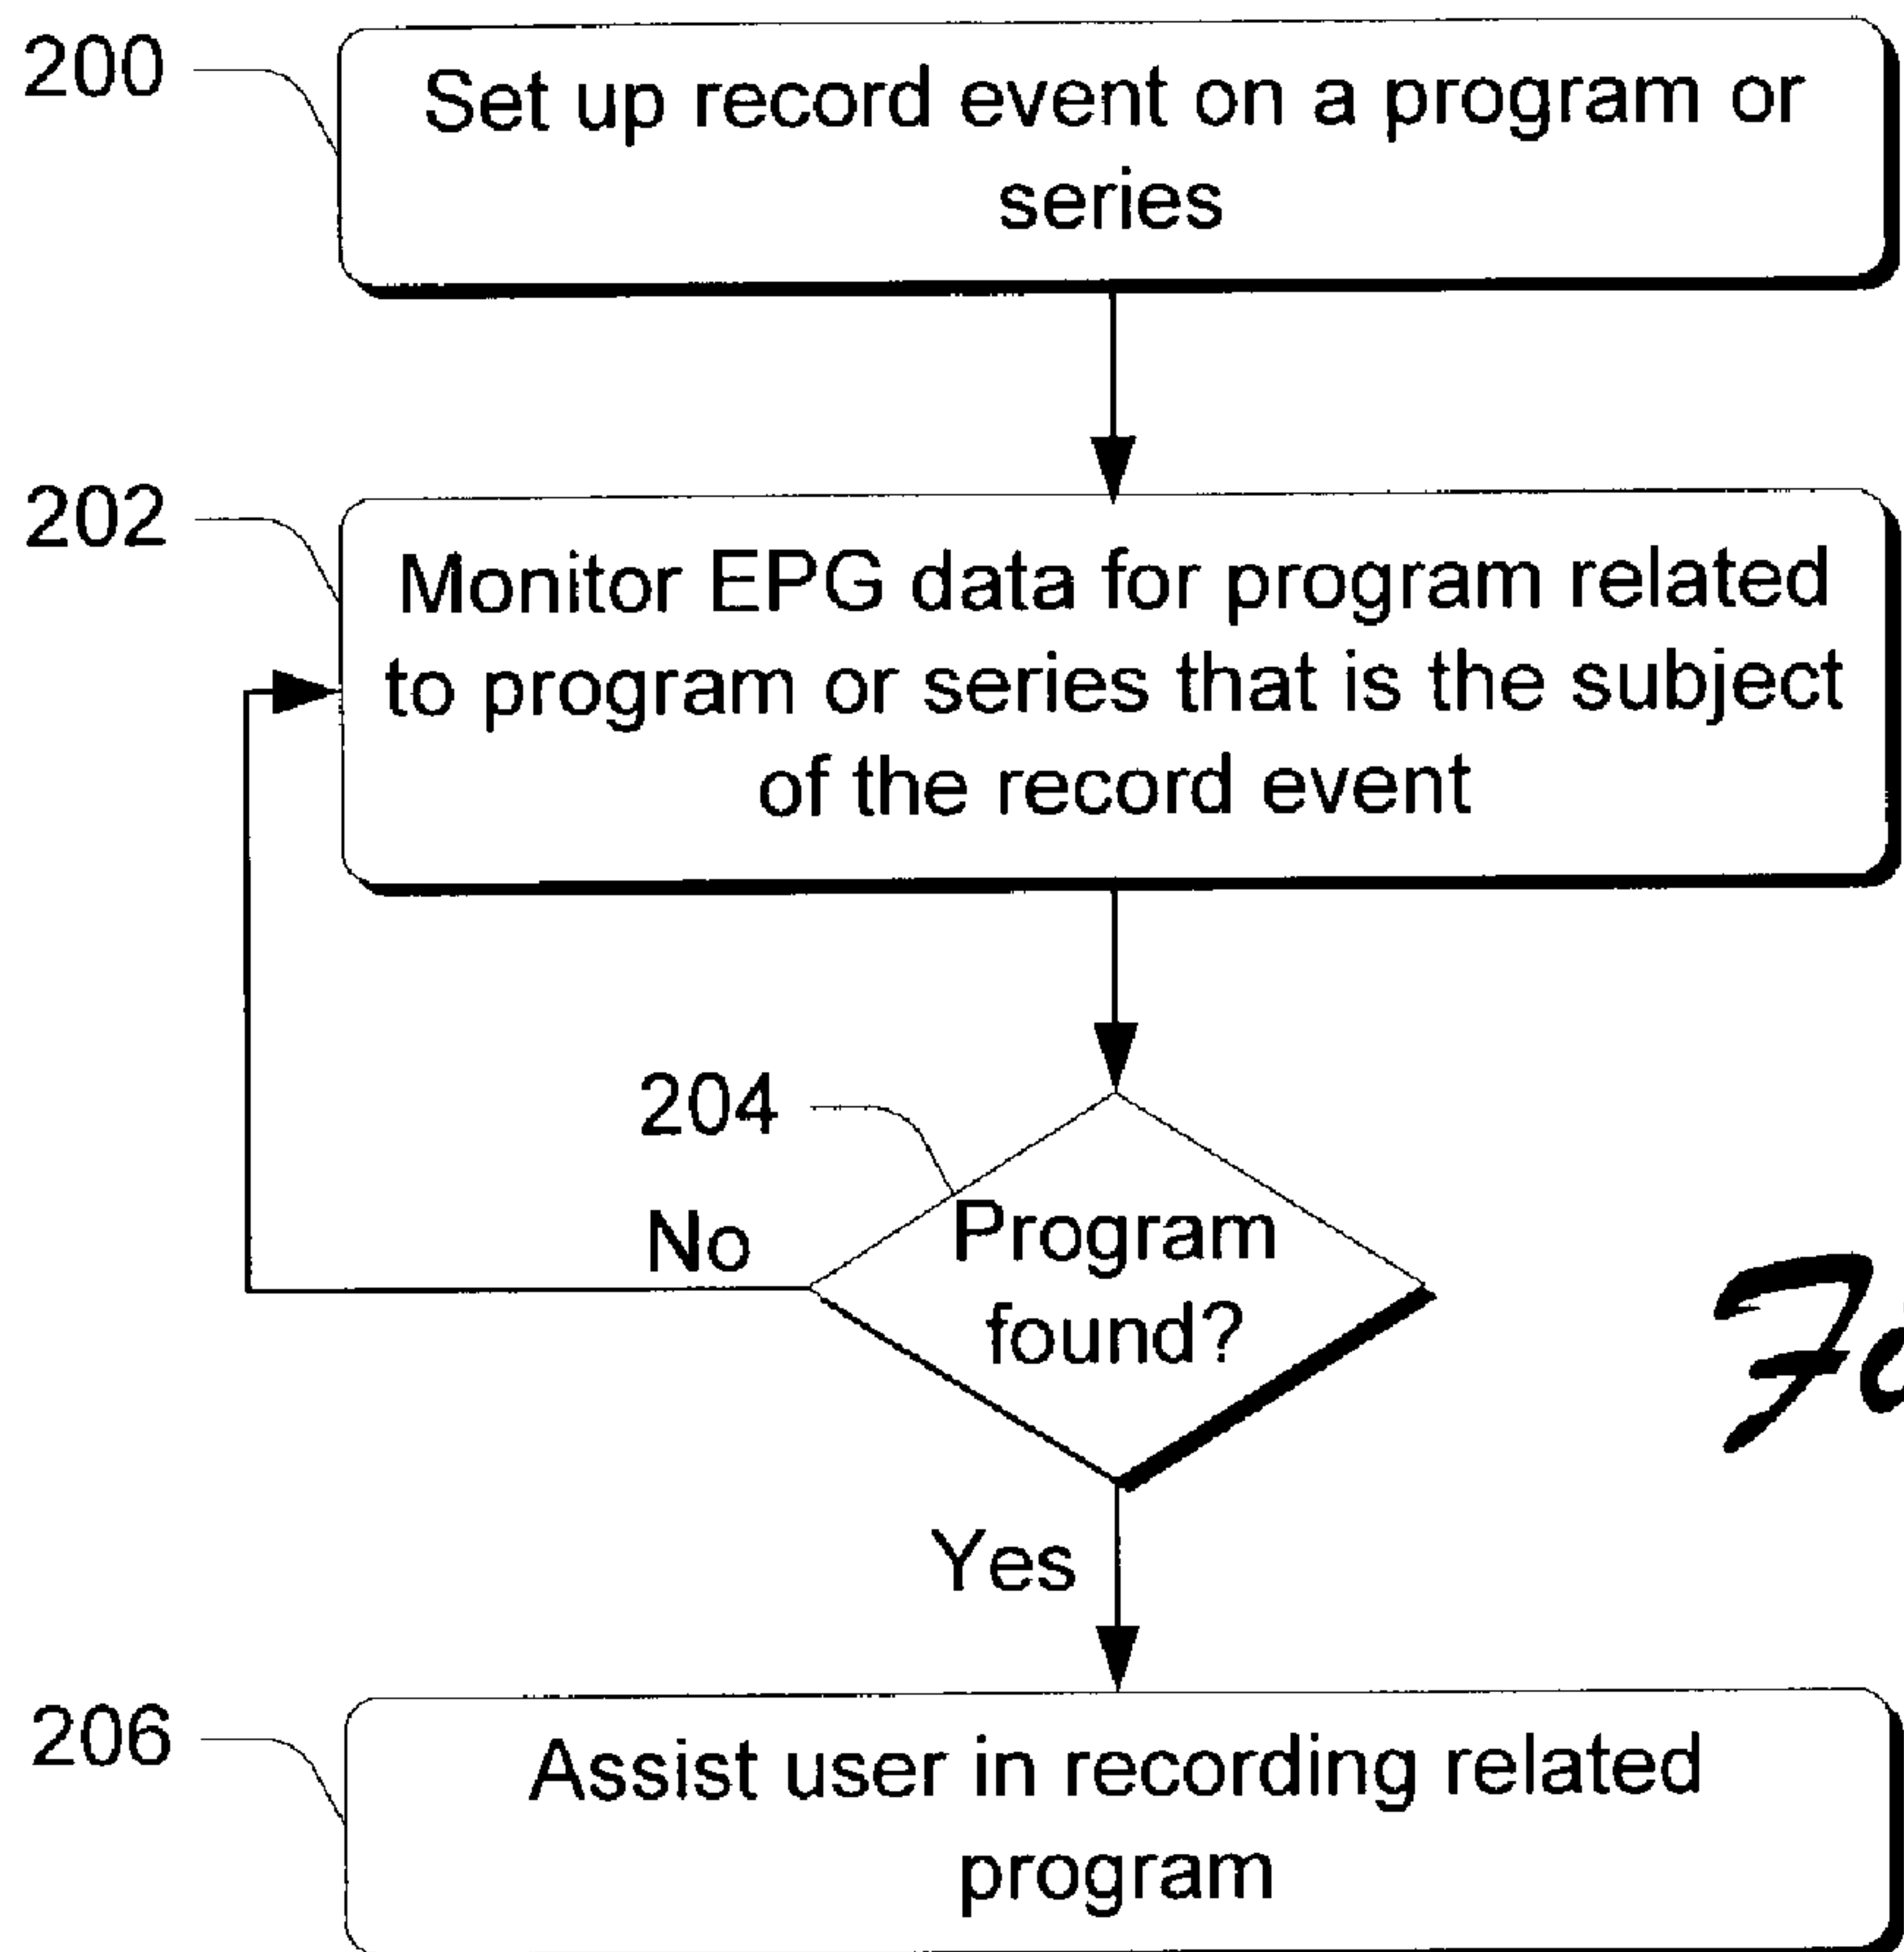 200
Set up record event on a program or
series
202
Monitor EPG data for program related
to program or series that is the subject
of the record event
204
No
Program
found?
Yes
206
Assist user in recording related
program